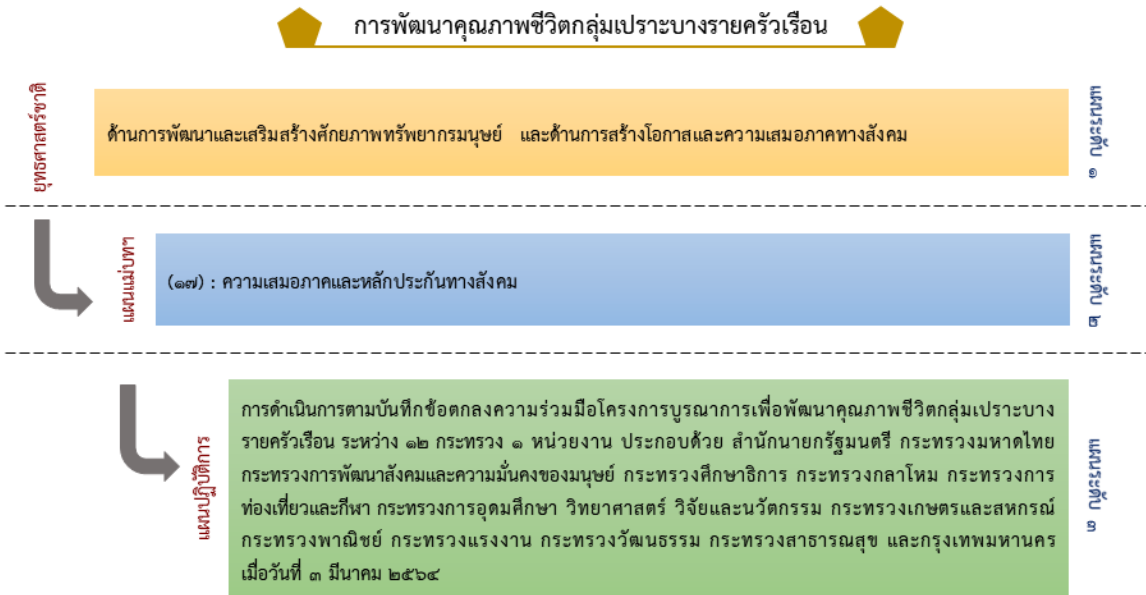 การพัฒนาคุณภาพชีวิตกลุ่มเปราะบางรายครัวเรือน
ยุทธศาสตร์ชาติ
ด้านการพัฒนาและเสริมสร้างศักยภาพทรัพยากรมนุษย์ และด้านการสร้างโอกาสและความเสมอภาคทางสังคม
แผนระดับ ๑
แผนแม่บทฯ
(๑๗) : ความเสมอภาคและหลักประกันทางสังคม
แผนระดับ ๒
แผนปฏิบัติการ
การดำเนินการตามบันทึกข้อตกลงความร่วมมือโครงการบูรณาการเพื่อพัฒนาคุณภาพชีวิตกลุ่มเปราะบาง
รายครัวเรือน ระหว่าง ๑๒ กระทรวง ๑ หน่วยงาน ประกอบด้วย สำนักนายกรัฐมนตรี กระทรวงมหาดไทย
กระทรวงการพัฒนาสังคมและความมั่นคงของมนุษย์ กระทรวงศึกษาธิการ กระทรวงกลาโหม กระทรวงการ
ท่องเที่ยวและกีฬา กระทรวงการอุดมศึกษา วิทยาศาสตร์ วิจัยและนวัตกรรม กระทรวงเกษตรและสหกรณ์
กระทรวงพาณิชย์ กระทรวงแรงงาน กระทรวงวัฒนธรรม กระทรวงสาธารณสุข และกรุงเทพมหานคร
เมื่อวันที่ ๓ มีนาคม ๒๕๖๔
แผนระดับ ๓